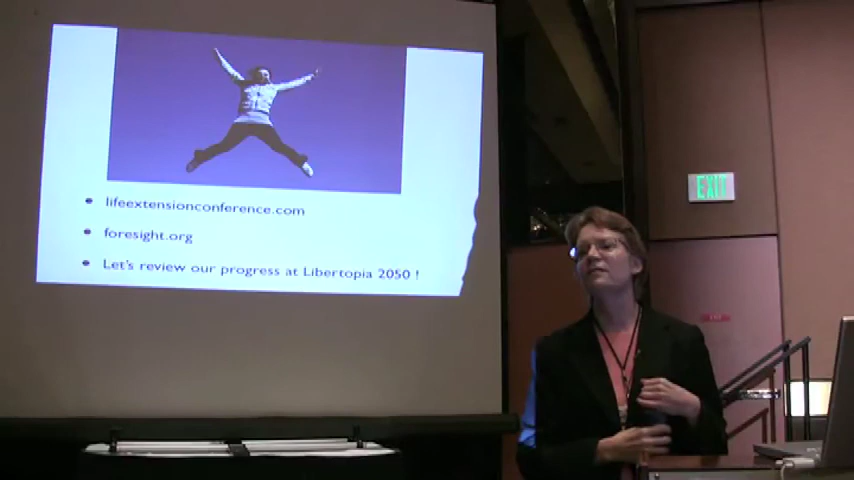 lifeextensionconference.com
foresight.org
Let's review our progress at Libertopia 2050 !
EXIT